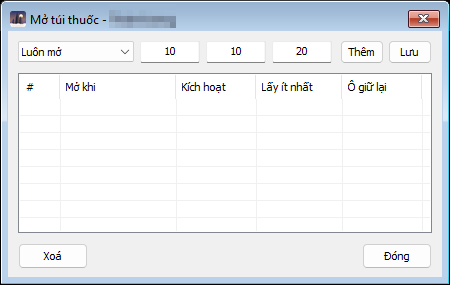 Mở túi thuốc -
Luôn mở 10 10 20 Thêm Lưu
# Mở khi Kích hoạt Lấy ít nhất Ô giữ lại
Xoá Đóng